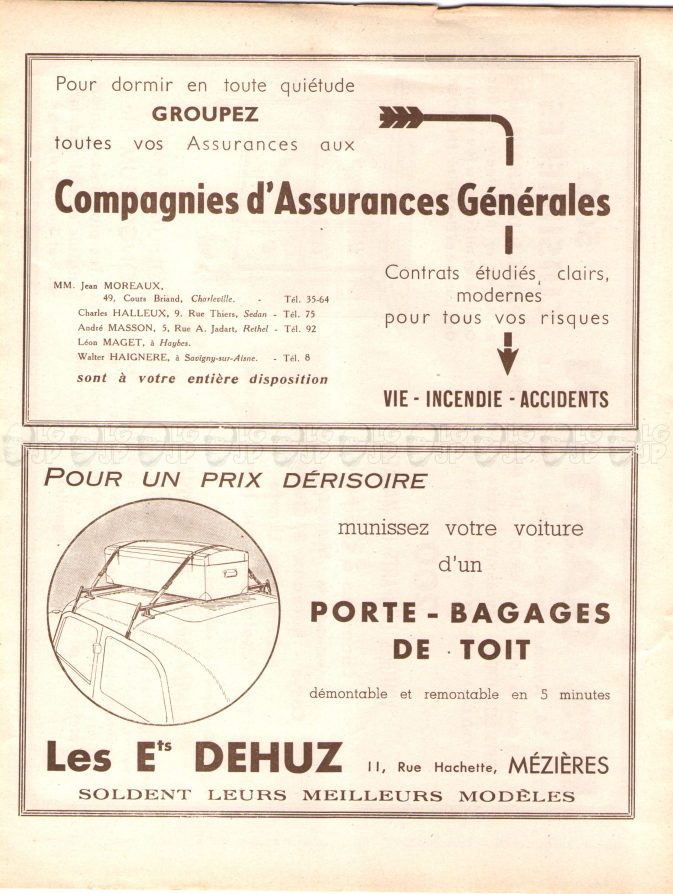 Pour dormir en toute quiétude
GROUPEZ
toutes vos Assurances aux
Compagnies d'Assurances Générales
MM. Jean MOREAUX,
49, Cours Briand, Charleville. - Tél. 35-64
Charles HALLEUX, 9. Rue Thiers, Sedan - Tél. 75
André MASSON, 5, Rue A. Jadart, Rethel - Tél. 92
Léon MAGET, à Haybes.
Walter HAIGNERE, à Savigny-sur-Aisne. - Tél. 8
sont à votre entière disposition
Contrats étudiés, clairs,
modernes
pour tous vos risques
VIE - INCENDIE - ACCIDENTS
POUR UN PRIX DÉRISOIRE
munissez votre voiture
d'un
PORTE - BAGAGES
DE TOIT
démontable et remontable en 5 minutes
Les Ets DEHUZ 11, Rue Hachette, MÉZIÈRES
SOLDENT LEURS MEILLEURS MODÈLES